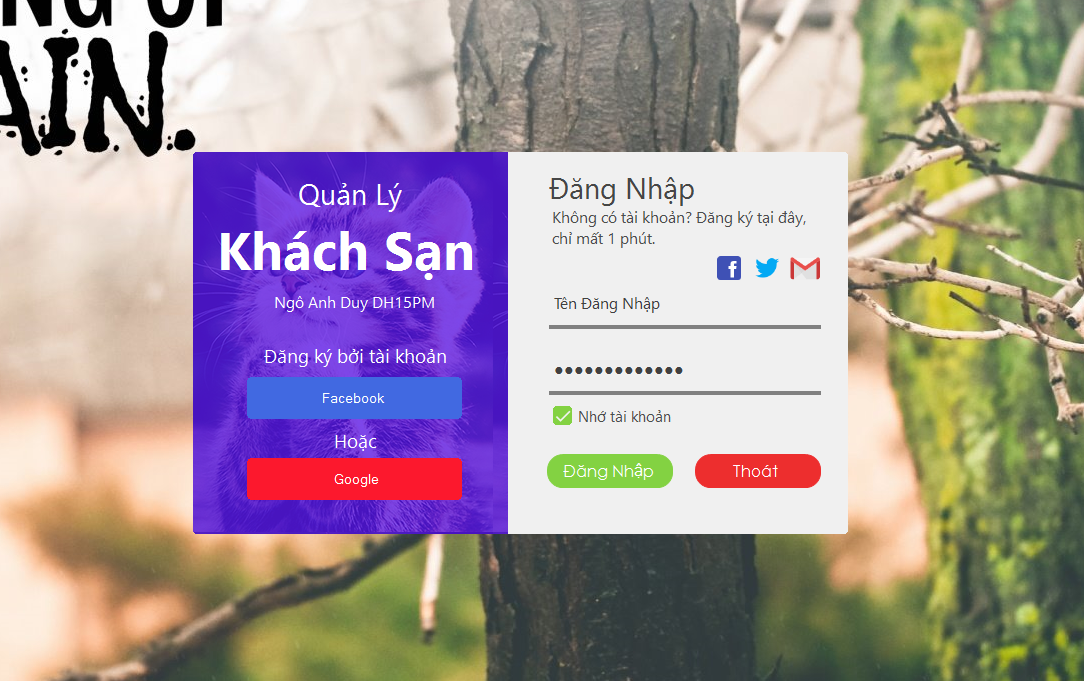 Quản Lý
Khách Sạn
Ngô Anh Duy DH15PM
Đăng ký bởi tài khoản
Facebook
Hoặc
Google
Đăng Nhập
Không có tài khoản? Đăng ký tại đây,
chỉ mất 1 phút.
Tên Đăng Nhập
•••••••••••••
Nhớ tài khoản
Đăng Nhập
Thoát